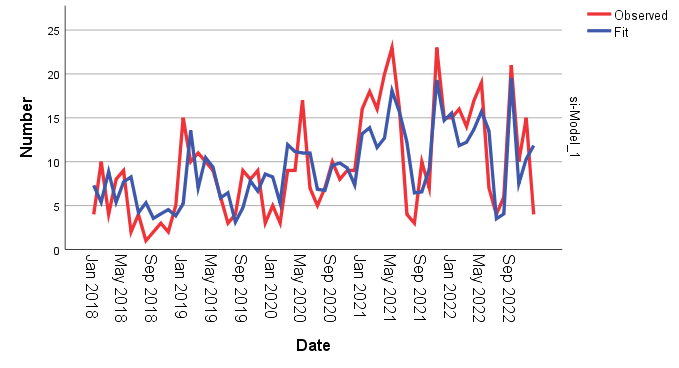 Observed
Fit
25
20
15
10
5
0
Number
si-Model_1
Jan 2018
May 2018
Sep 2018
Jan 2019
May 2019
Sep 2019
Jan 2020
May 2020
Sep 2020
Jan 2021
May 2021
Sep 2021
Jan 2022
May 2022
Sep 2022
Date